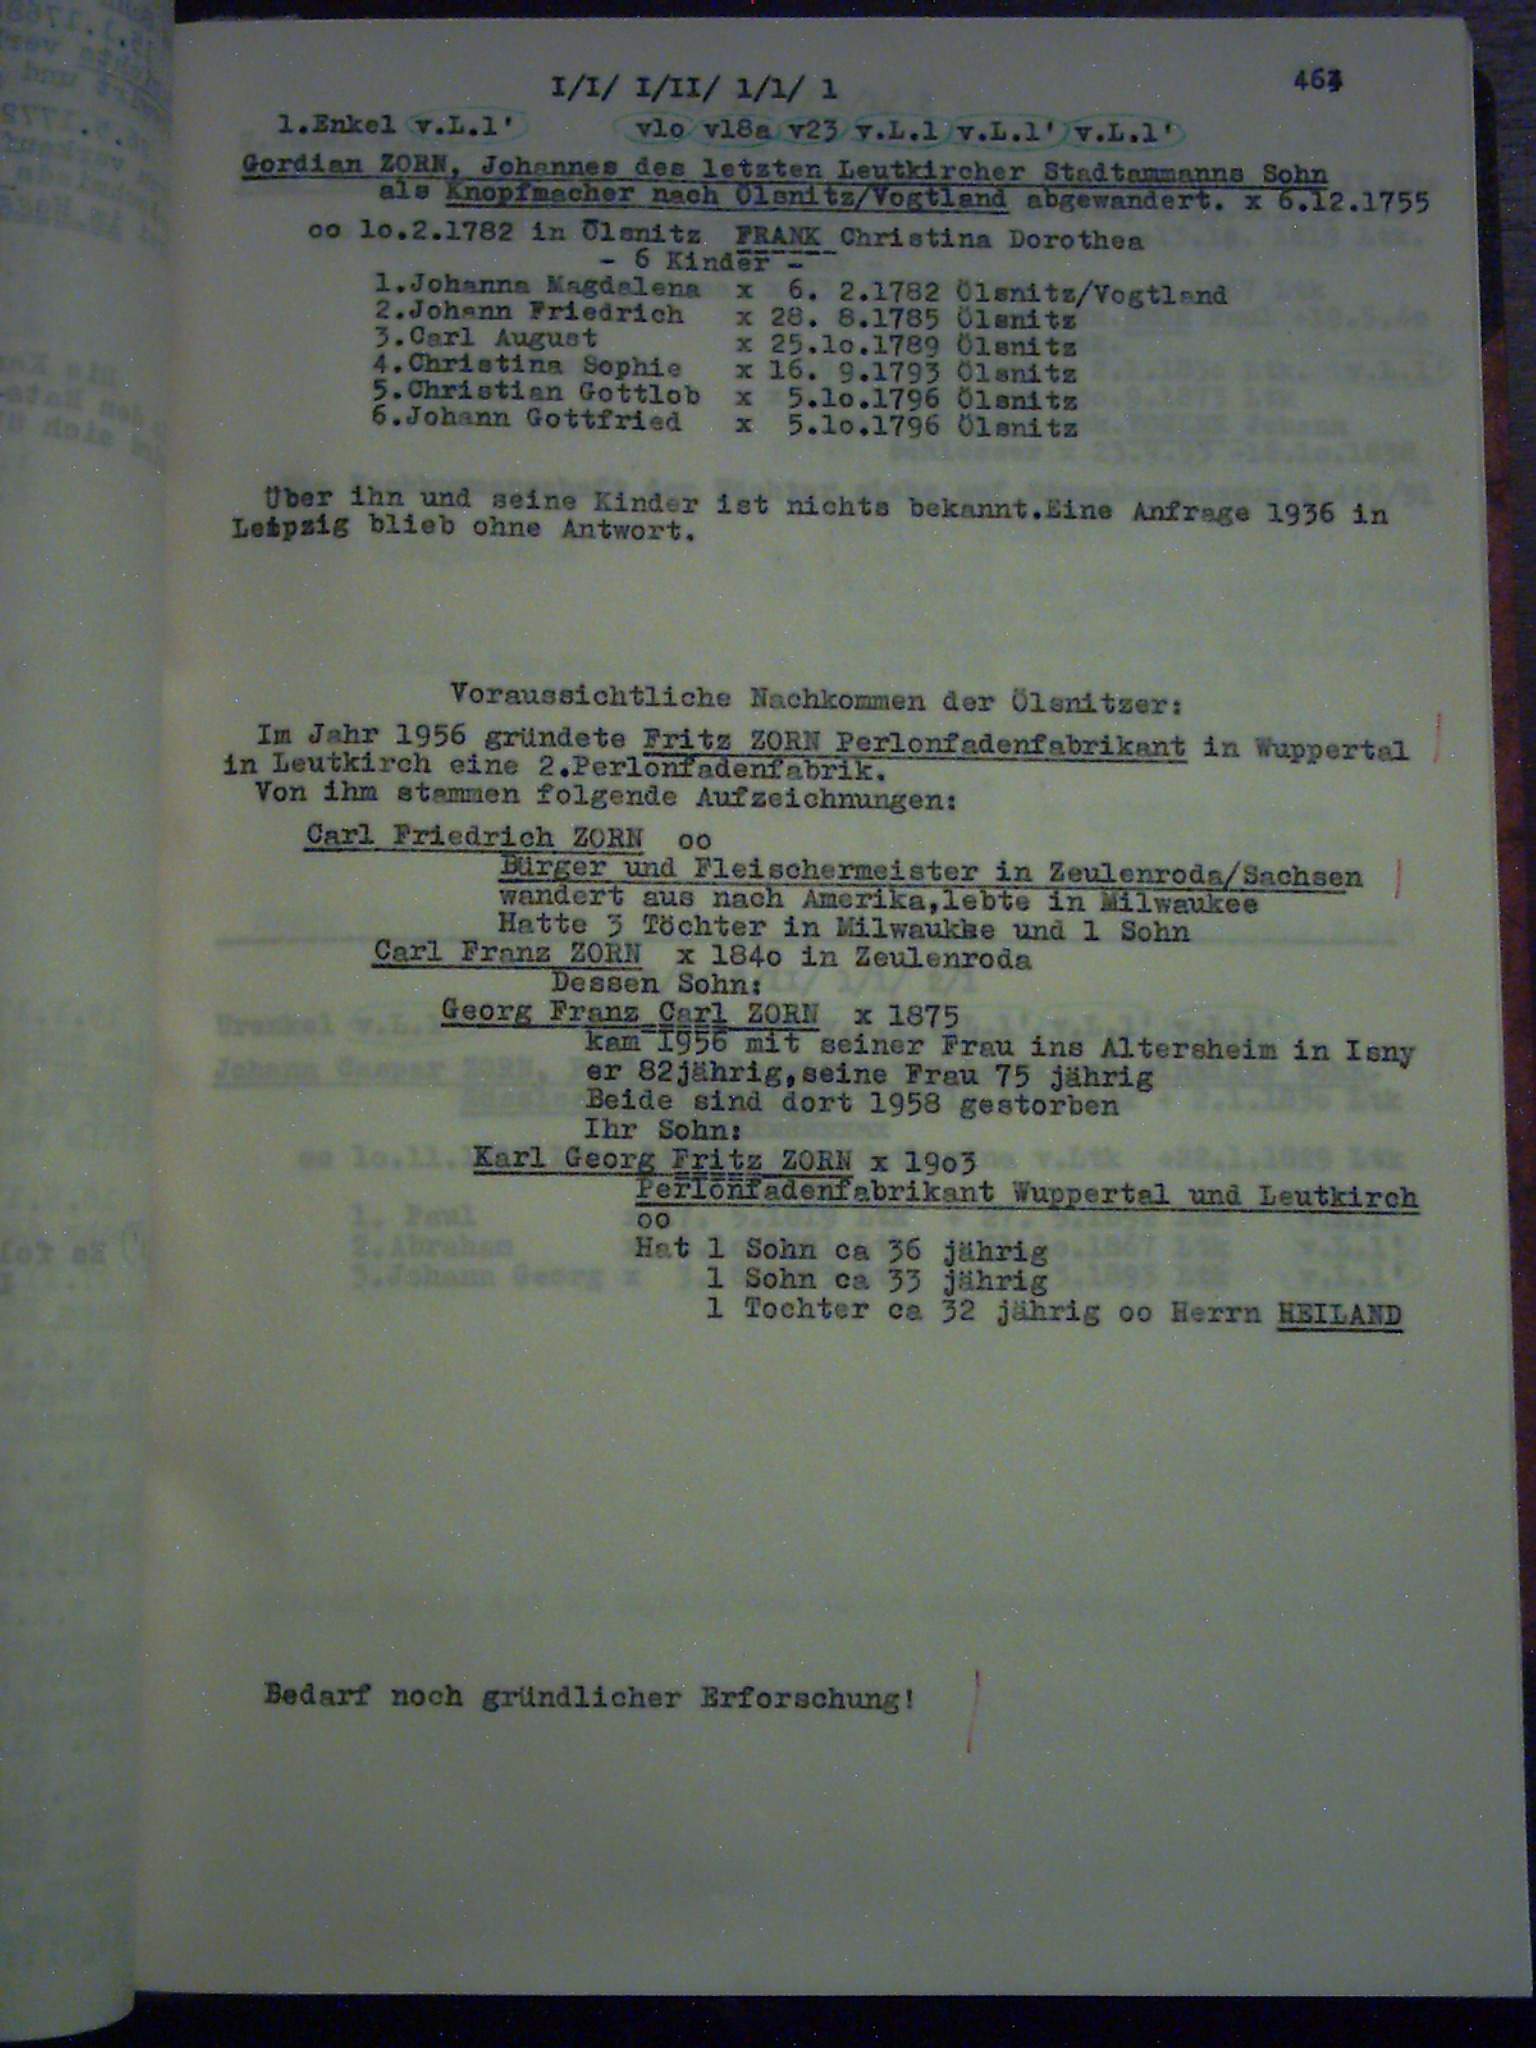 I/I/ I/II/ 1/1/ 1
1.Enkel v.L.1' v1o v18a v23 v.L.1 v.L.1' v.L.1'
Gordian ZORN, Johannes des letzten Leutkircher Stadtammanns Sohn
als Knopfmacher nach Ölsnitz/Vogtland abgewandert. x 6.12.1755
oo 1o.2.1782 in Ölsnitz FRANK Christina Dorothea
- 6 Kinder -
1.Johanna Magdalena x 6. 2.1782 Ölsnitz/Vogtland
2.Johann Friedrich x 28. 8.1785 Ölsnitz
3.Carl August x 25.1o.1789 Ölsnitz
4.Christina Sophie x 16. 9.1793 Ölsnitz
5.Christian Gottlob x 5.1o.1796 Ölsnitz
6.Johann Gottfried x 5.1o.1796 Ölsnitz
Über ihn und seine Kinder ist nichts bekannt.Eine Anfrage 1936 in
Leipzig blieb ohne Antwort.
Voraussichtliche Nachkommen der Ölsnitzer:
Im Jahr 1956 gründete Fritz ZORN Perlonfadenfabrikant in Wuppertal
in Leutkirch eine 2.Perlonfadenfabrik.
Von ihm stammen folgende Aufzeichnungen:
Carl Friedrich ZORN oo
Bürger und Fleischermeister in Zeulenroda/Sachsen
wandert aus nach Amerika,lebte in Milwaukee
Hatte 3 Töchter in Milwaukee und 1 Sohn
Carl Franz ZORN x 184o in Zeulenroda
Dessen Sohn:
Georg Franz Carl ZORN x 1875
kam 1956 mit seiner Frau ins Altersheim in Isny
er 82jährig,seine Frau 75 jährig
Beide sind dort 1958 gestorben
Ihr Sohn:
Karl Georg Fritz ZORN x 19o3
Perlonfadenfabrikant Wuppertal und Leutkirch
oo
Hat 1 Sohn ca 36 jährig
1 Sohn ca 33 jährig
1 Tochter ca 32 jährig oo Herrn HEILAND
Bedarf noch gründlicher Erforschung!